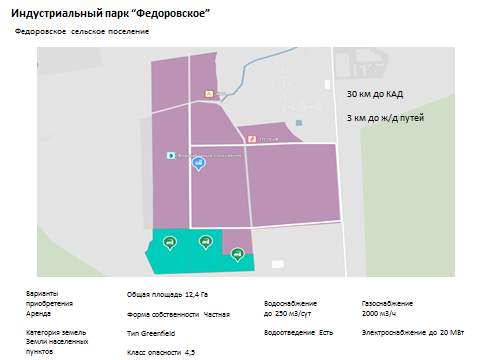 Индустриальный парк “Федоровское”
Федоровское сельское поселение
30 км до КАД
3 км до ж/д путей
Варианты
приобретения
Аренда
Категория земель
Земли населенных
пунктов
Общая площадь 12,4 Га
Форма собственности Частная
Тип Greenfield
Класс опасности 4,5
Водоснабжение
до 250 м3/сут
Водоотведение Есть
Газоснабжение
2000 м3/ч
Электроснабжение до 20 МВт